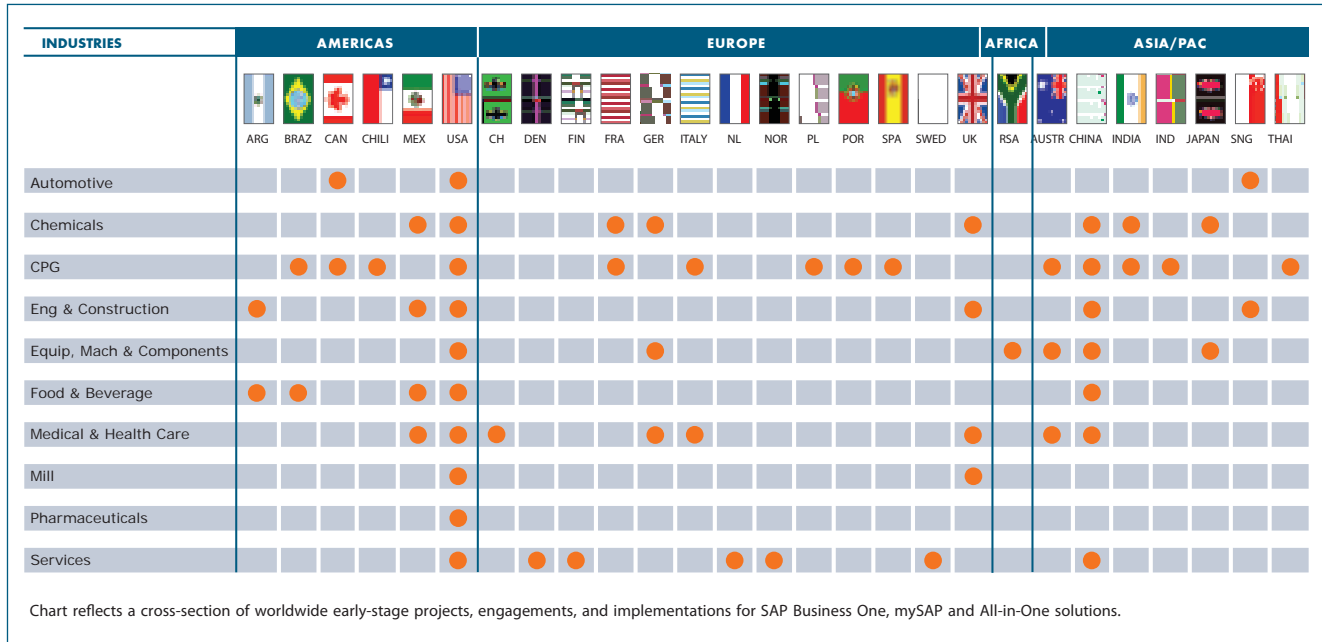 INDUSTRIES AMERICAS EUROPE AFRICA ASIA/PAC
ARG BRAZ CAN CHILI MEX USA CH DEN FIN FRA GER ITALY NL NOR PL POR SPA SWED UK RSA AUSTR CHINA INDIA IND JAPAN SNG THAI
Automotive
Chemicals
CPG
Eng & Construction
Equip, Mach & Components
Food & Beverage
Medical & Health Care
Mill
Pharmaceuticals
Services
Chart reflects a cross-section of worldwide early-stage projects, engagements, and implementations for SAP Business One, mySAP and All-in-One solutions.